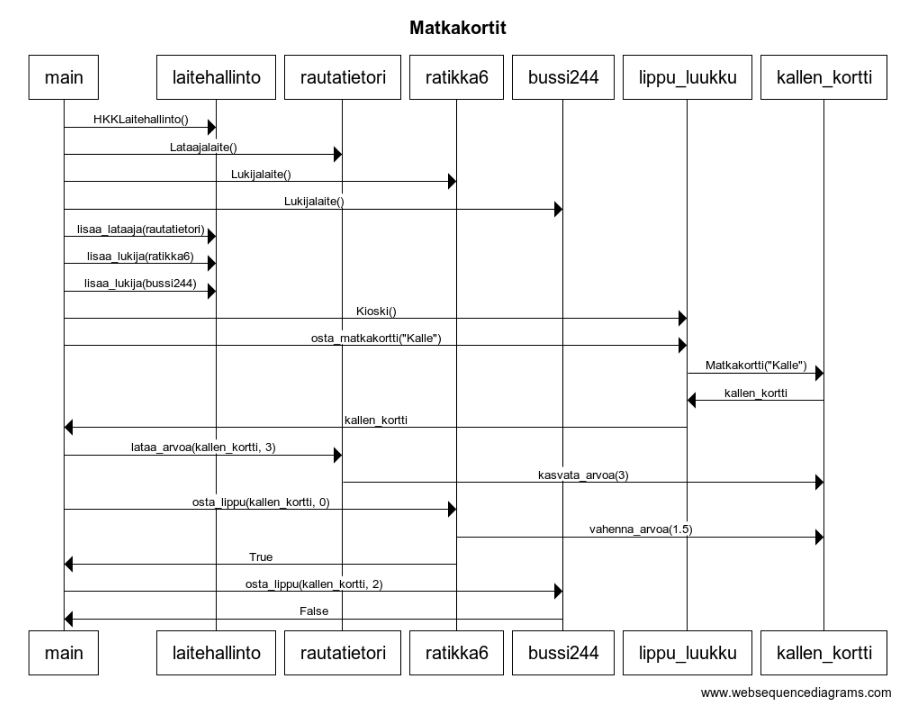 Matkakortit
main laitehallinto rautatietori ratikka6 bussi244 lippu_luukku kallen_kortti
HKKLaitehallinto()
Lataajalaite()
Lukijalaite()
Lukijalaite()
lisaa_lataaja(rautatietori)
lisaa_lukija(ratikka6)
lisaa_lukija(bussi244)
Kioski()
osta_matkakortti("Kalle")
Matkakortti("Kalle")
kallen_kortti
kallen_kortti
lataa_arvoa(kallen_kortti, 3)
kasvata_arvoa(3)
osta_lippu(kallen_kortti, 0)
vahenna_arvoa(1.5)
True
osta_lippu(kallen_kortti, 2)
False
main laitehallinto rautatietori ratikka6 bussi244 lippu_luukku kallen_kortti
www.websequencediagrams.com